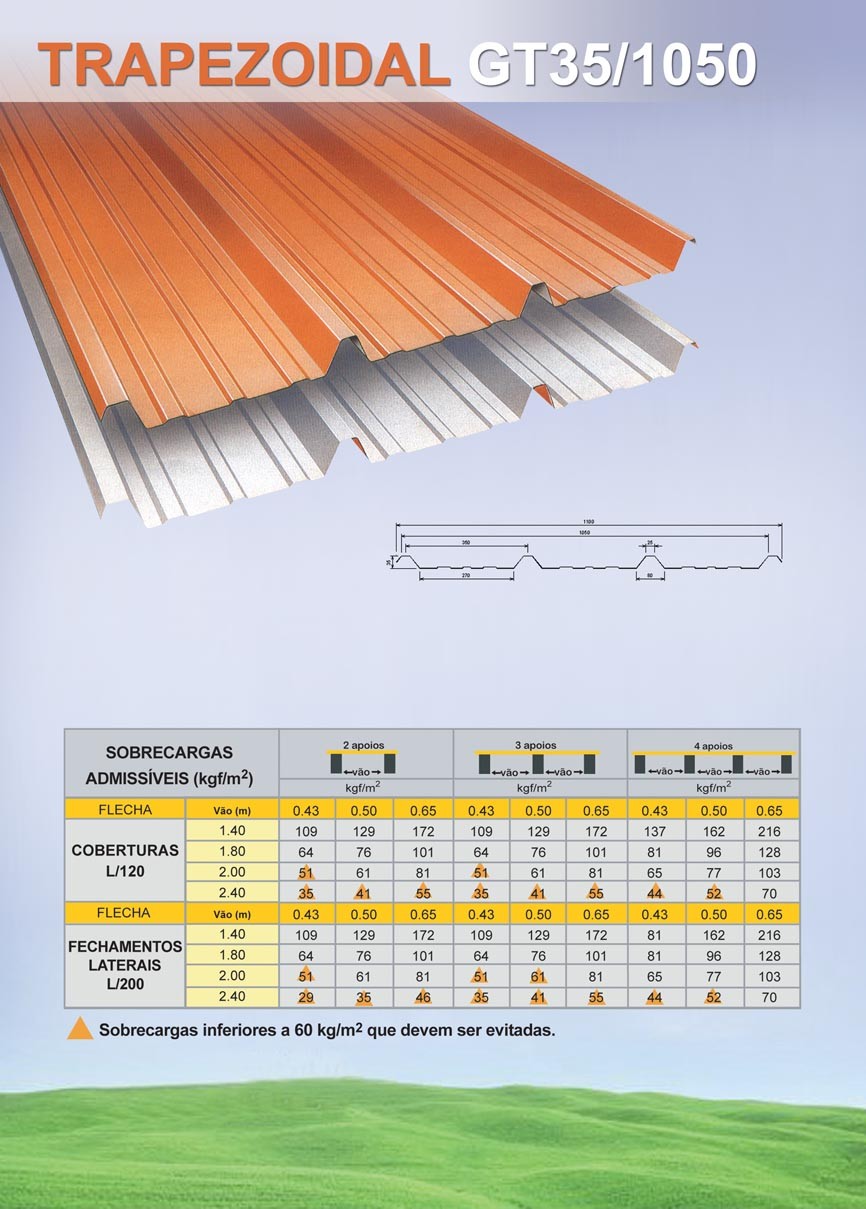 TRAPEZOIDAL GT35/1050
1100
1050
350
25
35
270
80
SOBRECARGAS
ADMISSÍVEIS (kgf/m²)
2 apoios
vão
kgf/m²
3 apoios
vão vão
kgf/m²
4 apoios
vão vão vão
kgf/m²
FLECHA Vão (m) 0.43 0.50 0.65 0.43 0.50 0.65 0.43 0.50 0.65
COBERTURAS
L/120
1.40 109 129 172 109 129 172 137 162 216
1.80 64 76 101 64 76 101 81 96 128
2.00 51 61 81 51 61 81 65 77 103
2.40 35 41 55 35 41 55 44 52 70
FLECHA Vão (m) 0.43 0.50 0.65 0.43 0.50 0.65 0.43 0.50 0.65
FECHAMENTOS
LATERAIS
L/200
1.40 109 129 172 109 129 172 81 162 216
1.80 64 76 101 64 76 101 81 96 128
2.00 51 61 81 51 61 81 65 77 103
2.40 29 35 46 35 41 55 44 52 70
Sobrecargas inferiores a 60 kg/m² que devem ser evitadas.